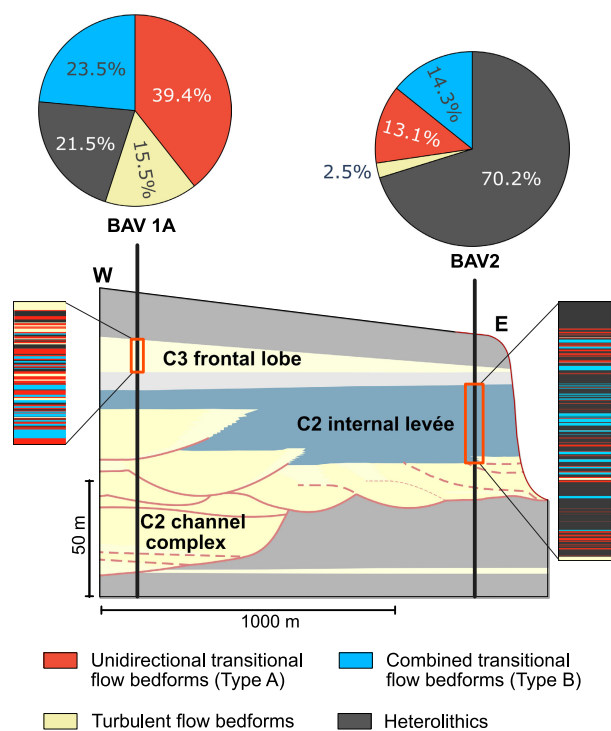 23.5%
39.4%
21.5%
15.5%
BAV 1A
14.3%
13.1%
2.5%
70.2%
BAV2
W
E
C3 frontal lobe
C2 internal levée
C2 channel
complex
50 m
1000 m
Unidirectional transitional
flow bedforms (Type A)
Combined transitional
flow bedforms (Type B)
Turbulent flow bedforms
Heterolithics